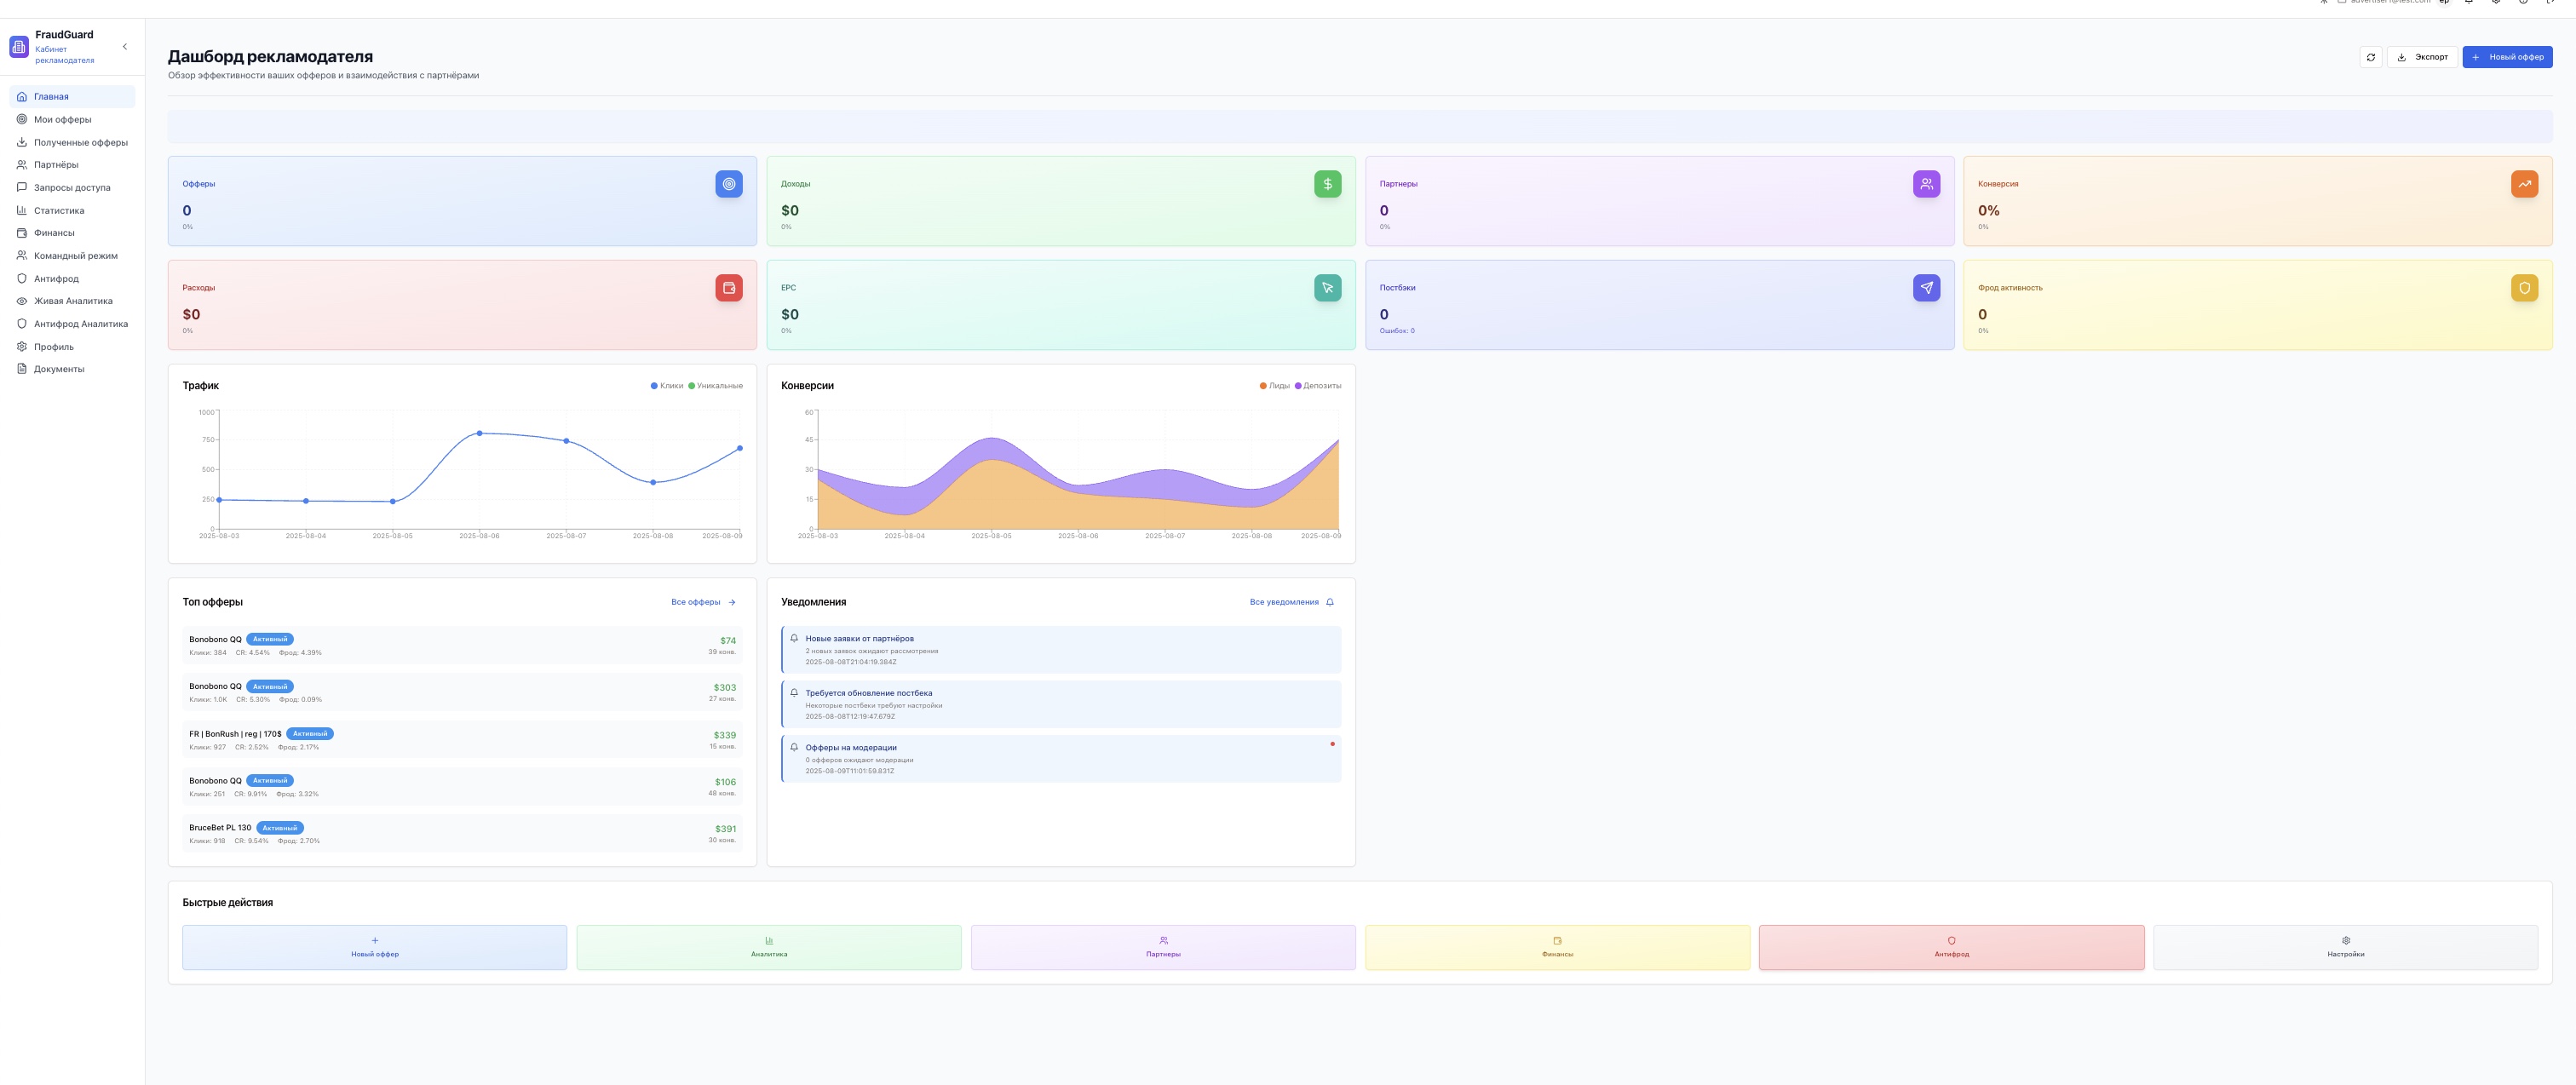 advertiser1@test.com
ер
FraudGuard
Кабинет
рекламодателя
Главная
Мои офферы
Полученные офферы
Партнёры
Запросы доступа
Статистика
Финансы
Командный режим
Антифрод
Живая Аналитика
Антифрод Аналитика
Профиль
Документы
Дашборд рекламодателя
Обзор эффективности ваших офферов и взаимодействия с партнёрами
Экспорт
Новый оффер
Офферы
0
0%
Доходы
$0
0%
Партнеры
0
0%
Конверсия
0%
0%
Расходы
$0
0%
EPC
$0
0%
Постбэки
0
Ошибок: 0
Фрод активность
0
0%
Трафик
Клики
Уникальные
1000
750
500
250
0
2025-08-03
2025-08-04
2025-08-05
2025-08-06
2025-08-07
2025-08-08
2025-08-09
Конверсии
Лиды
Депозиты
60
45
30
15
0
2025-08-03
2025-08-04
2025-08-05
2025-08-06
2025-08-07
2025-08-08
2025-08-09
Топ офферы
Все офферы
Bonobono QQ Активный
Клики: 384 CR: 4.54% Фрод: 4.39%
$74
39 конв.
Bonobono QQ Активный
Клики: 1.0K CR: 5.30% Фрод: 0.09%
$303
27 конв.
FR | BonRush | reg | 170$ Активный
Клики: 927 CR: 2.52% Фрод: 2.17%
$339
15 конв.
Bonobono QQ Активный
Клики: 251 CR: 9.91% Фрод: 3.32%
$106
48 конв.
BruceBet PL 130 Активный
Клики: 918 CR: 9.54% Фрод: 2.70%
$391
30 конв.
Уведомления
Все уведомления
Новые заявки от партнёров
2 новых заявок ожидают рассмотрения
2025-08-08T21:04:19.384Z
Требуется обновление постбека
Некоторые постбеки требуют настройки
2025-08-08T12:19:47.679Z
Офферы на модерации
0 офферов ожидают модерации
2025-08-09T11:01:59.831Z
Быстрые действия
Новый оффер
Аналитика
Партнеры
Финансы
Антифрод
Настройки